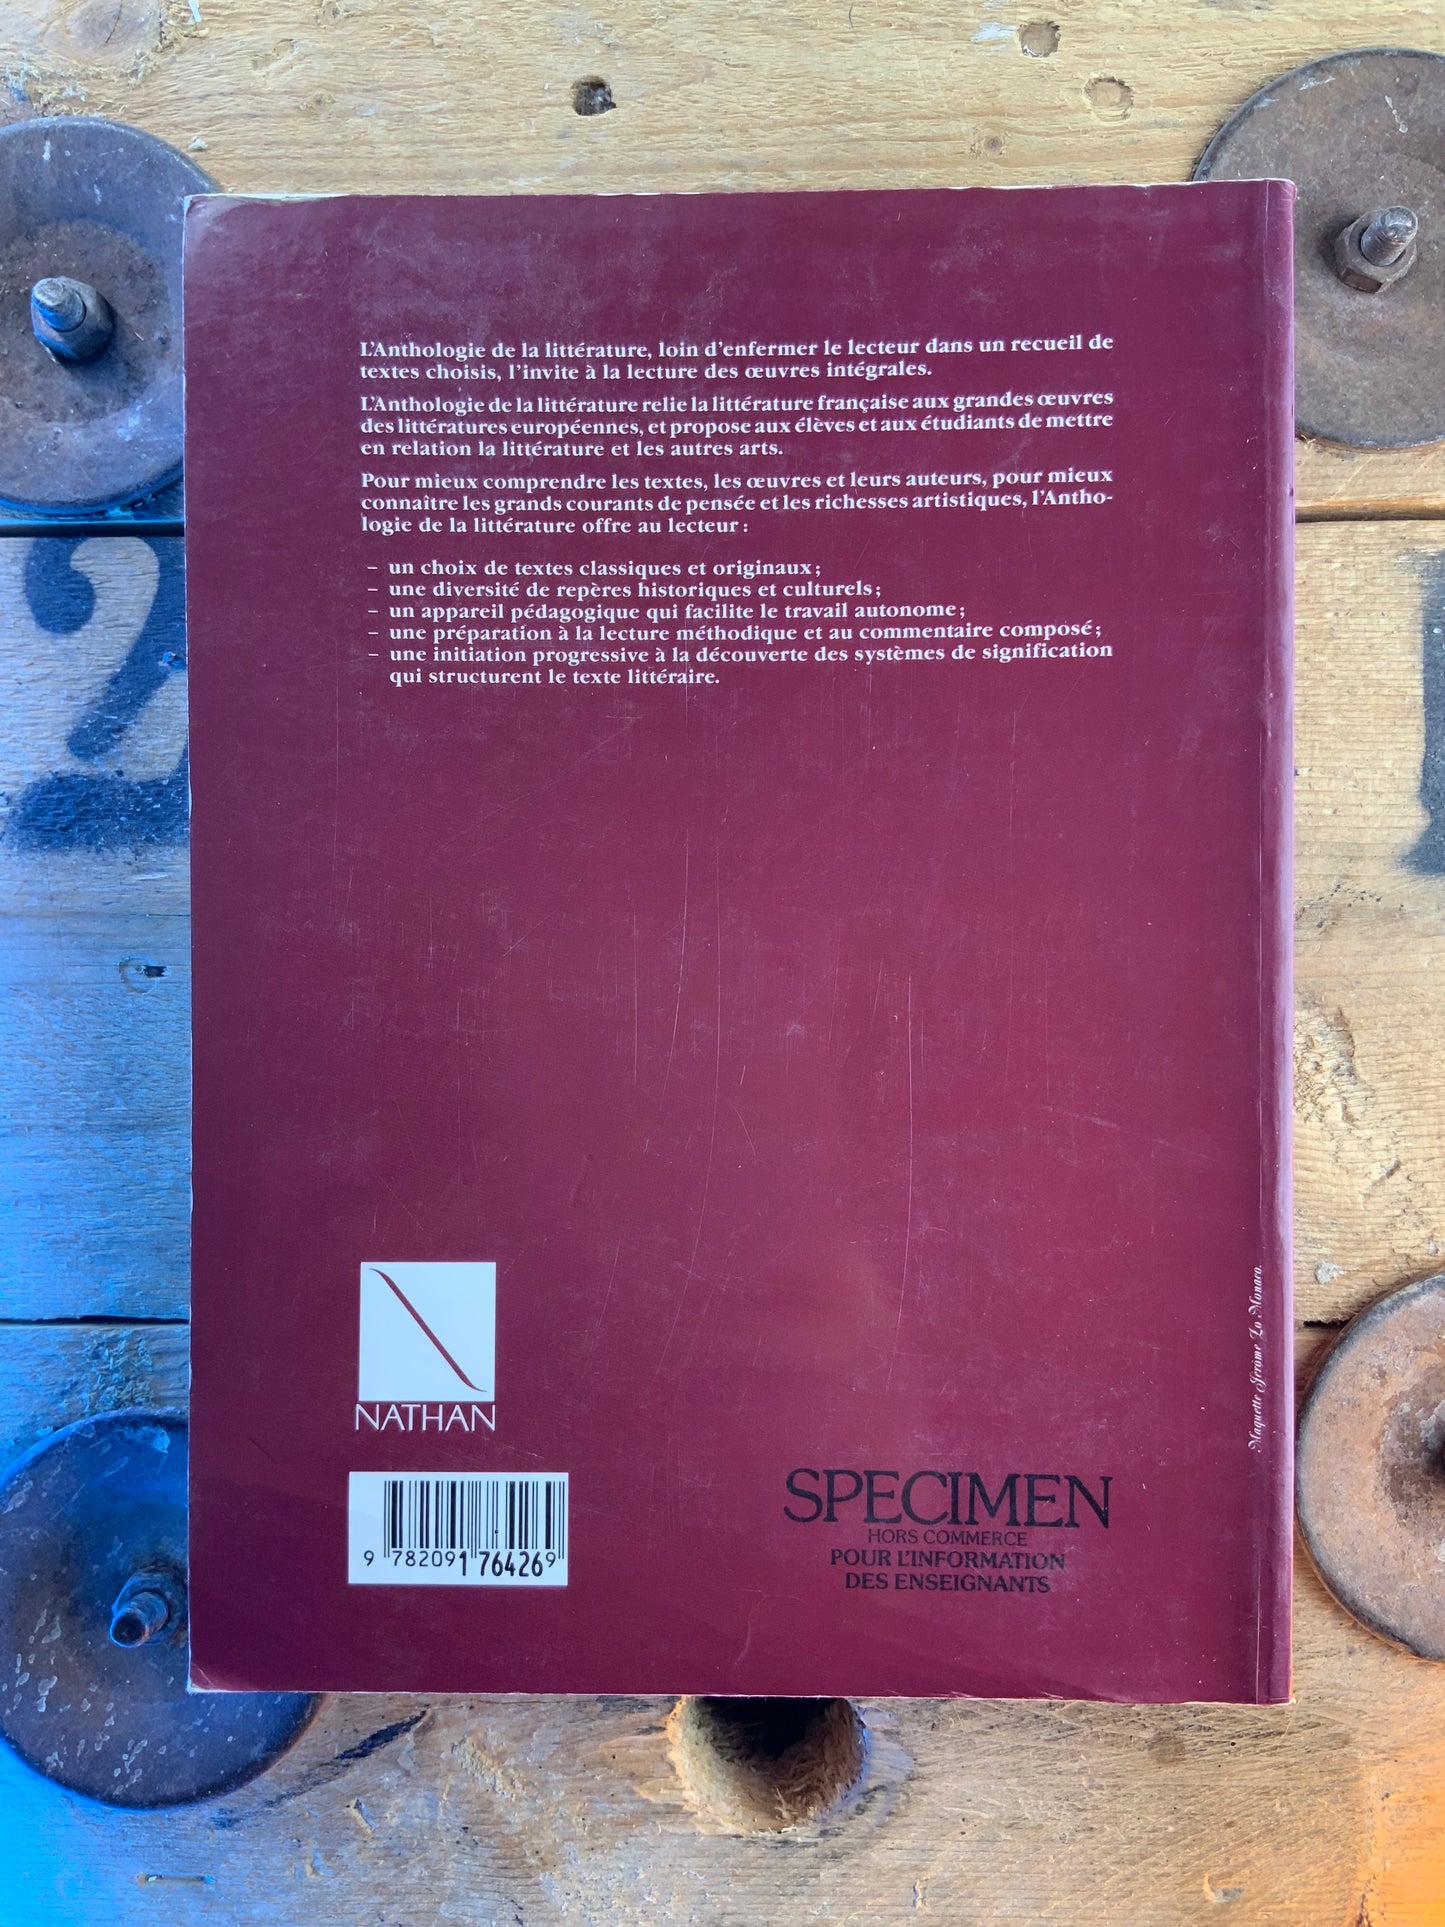 L'Anthologie de la littérature, loin d'enfermer le lecteur dans un recueil de
textes choisis, l'invite à la lecture des œuvres intégrales.
L'Anthologie de la littérature relie la littérature française aux grandes œuvres
des littératures européennes, et propose aux élèves et aux étudiants de mettre
en relation la littérature et les autres arts.
Pour mieux comprendre les textes, les œuvres et leurs auteurs, pour mieux
connaître les grands courants de pensée et les richesses artistiques, l'Antho-
logie de la littérature offre au lecteur :
– un choix de textes classiques et originaux ;
– une diversité de repères historiques et culturels ;
– un appareil pédagogique qui facilite le travail autonome ;
– une préparation à la lecture méthodique et au commentaire composé ;
– une initiation progressive à la découverte des systèmes de signification
qui structurent le texte littéraire.
2
NATHAN
9 782091 764269
SPECIMEN
HORS COMMERCE
POUR L'INFORMATION
DES ENSEIGNANTS
Maquette Jérôme Lo Monaco.